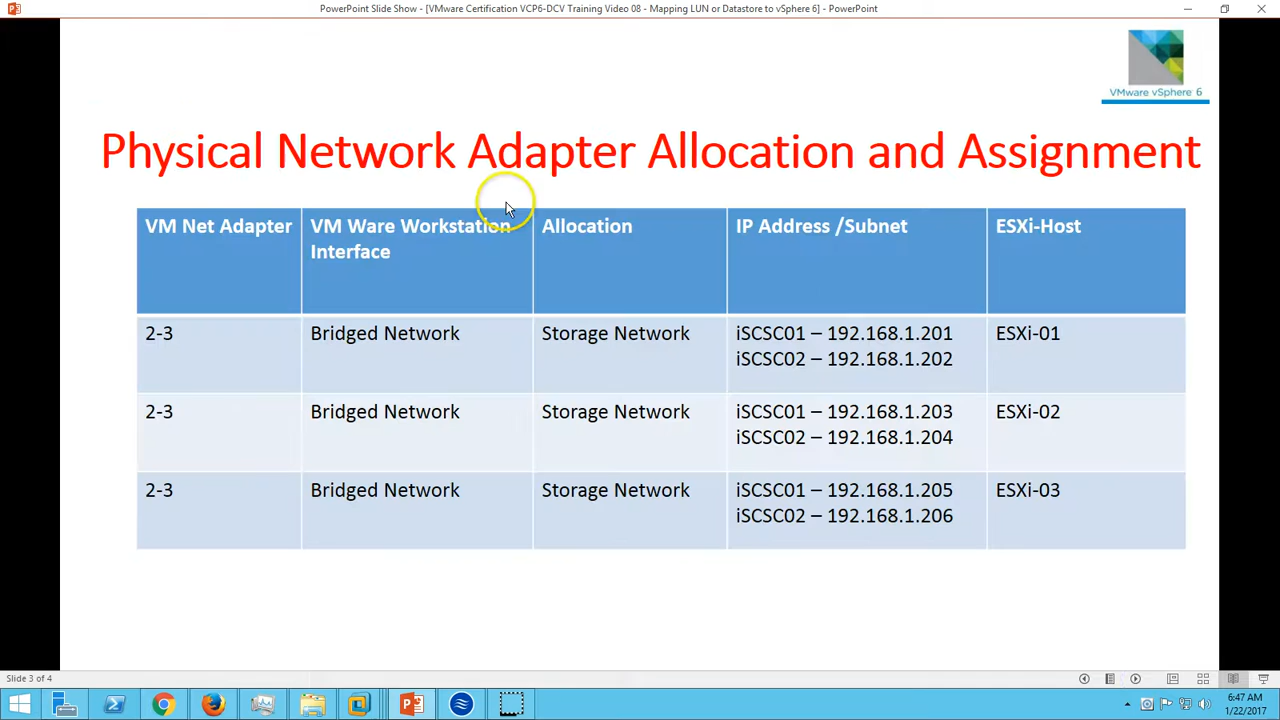 PowerPoint Slide Show - [VMware Certification VCP6-DCV Training Video 08 - Mapping LUN or Datastore to vSphere 6] - PowerPoint
VMware vSphere 6
Physical Network Adapter Allocation and Assignment
VM Net Adapter
VM Ware Workstation
Interface
Allocation
IP Address /Subnet
ESXi-Host
2-3
Bridged Network
Storage Network
iSCSC01 – 192.168.1.201
iSCSC02 – 192.168.1.202
ESXi-01
2-3
Bridged Network
Storage Network
iSCSC01 – 192.168.1.203
iSCSC02 – 192.168.1.204
ESXi-02
2-3
Bridged Network
Storage Network
iSCSC01 – 192.168.1.205
iSCSC02 – 192.168.1.206
ESXi-03
Slide 3 of 4
6:47 AM
1/22/2017